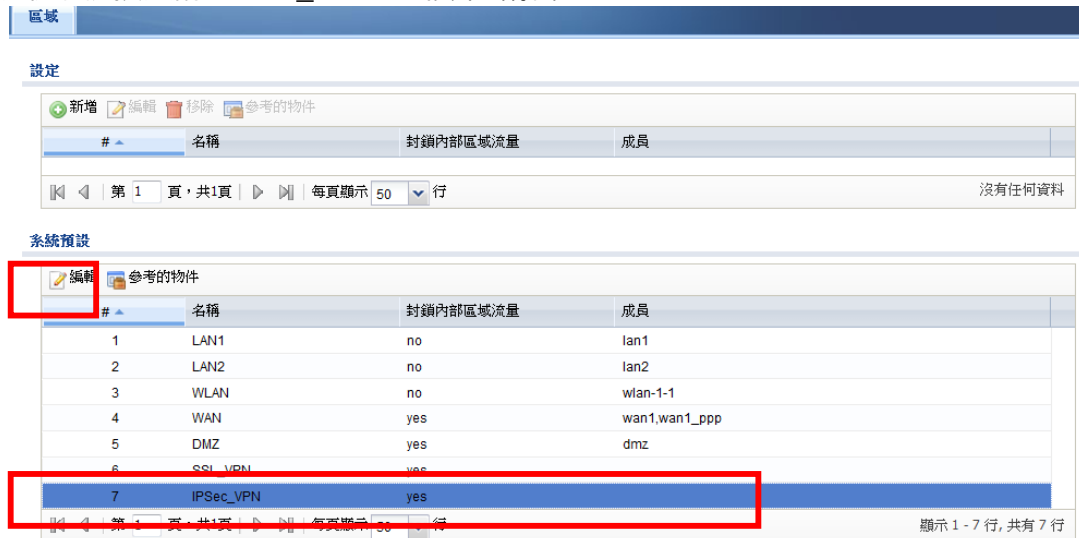 區域
設定
新增 編輯 移除 參考的物件
# 名稱 封鎖內部區域流量 成員
第 1 頁，共1頁 每頁顯示 50 行 沒有任何資料
系統預設
編輯 參考的物件
# 名稱 封鎖內部區域流量 成員
1 LAN1 no lan1
2 LAN2 no lan2
3 WLAN no wlan-1-1
4 WAN yes wan1,wan1_ppp
5 DMZ yes dmz
6 SSL_VPN yes
7 IPSec_VPN yes
第 1 頁，共1頁 每頁顯示 50 行 顯示 1 - 7 行, 共有 7 行